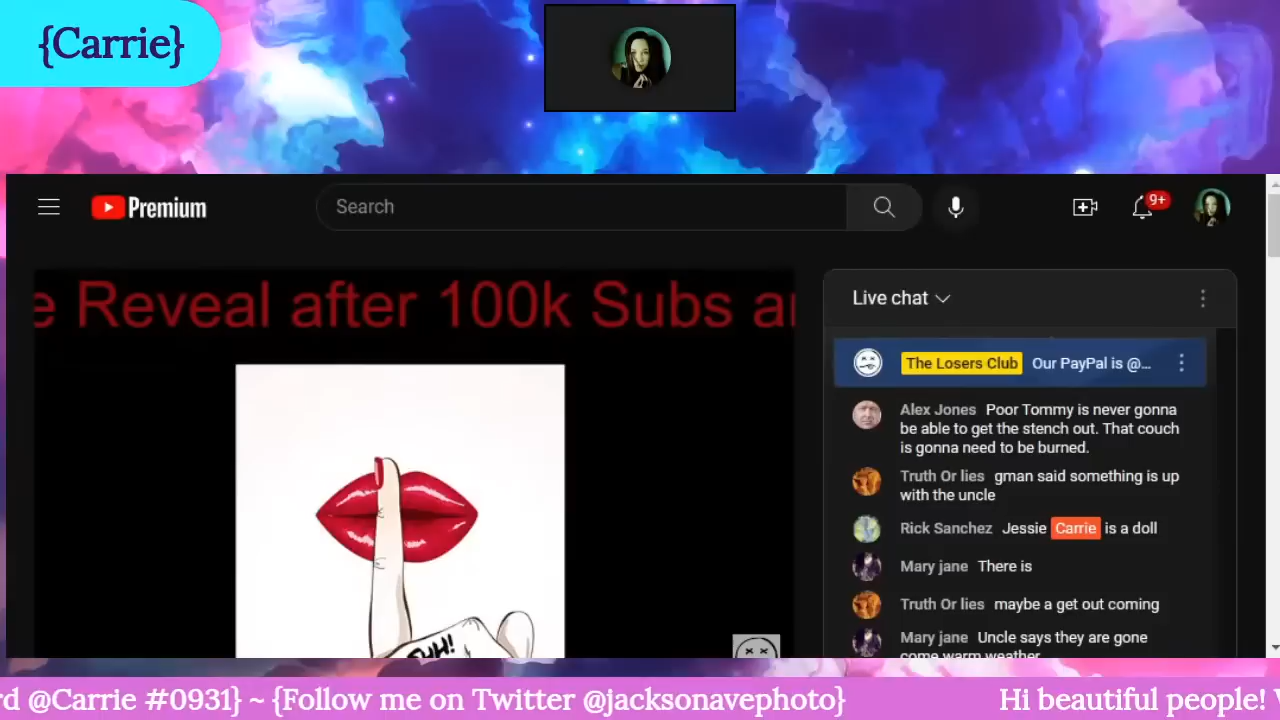 {Carrie}
Premium
Search
9+
e Reveal after 100k Subs ar
Live chat
The Losers Club Our PayPal is @...
Alex Jones Poor Tommy is never gonna
be able to get the stench out. That couch
is gonna need to be burned.
Truth Or lies gman said something is up
with the uncle
Rick Sanchez Jessie Carrie is a doll
Mary jane There is
Truth Or lies maybe a get out coming
Mary jane Uncle says they are gone
come warm weather
SHH!
rd @Carrie #0931} ~ {Follow me on Twitter @jacksonavephoto} Hi beautiful people!